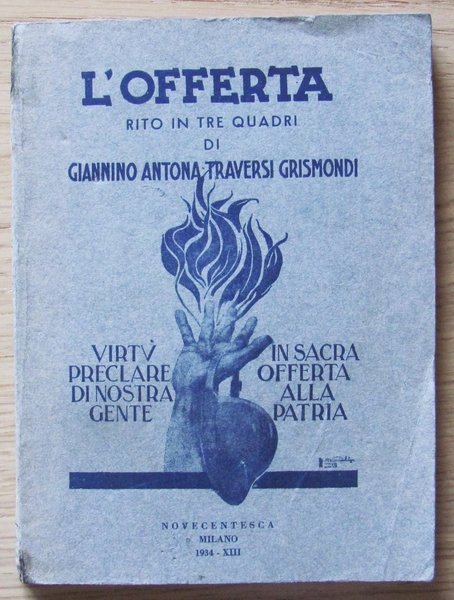 L'OFFERTA
RITO IN TRE QUADRI
DI
GIANNINO ANTONA-TRAVERSI GRISMONDI
VIRTÙ
PRECLARE
DI NOSTRA
GENTE
IN SACRA
OFFERTA
ALLA
PATRIA
NOVECENTESCA
MILANO
1934 - XIII